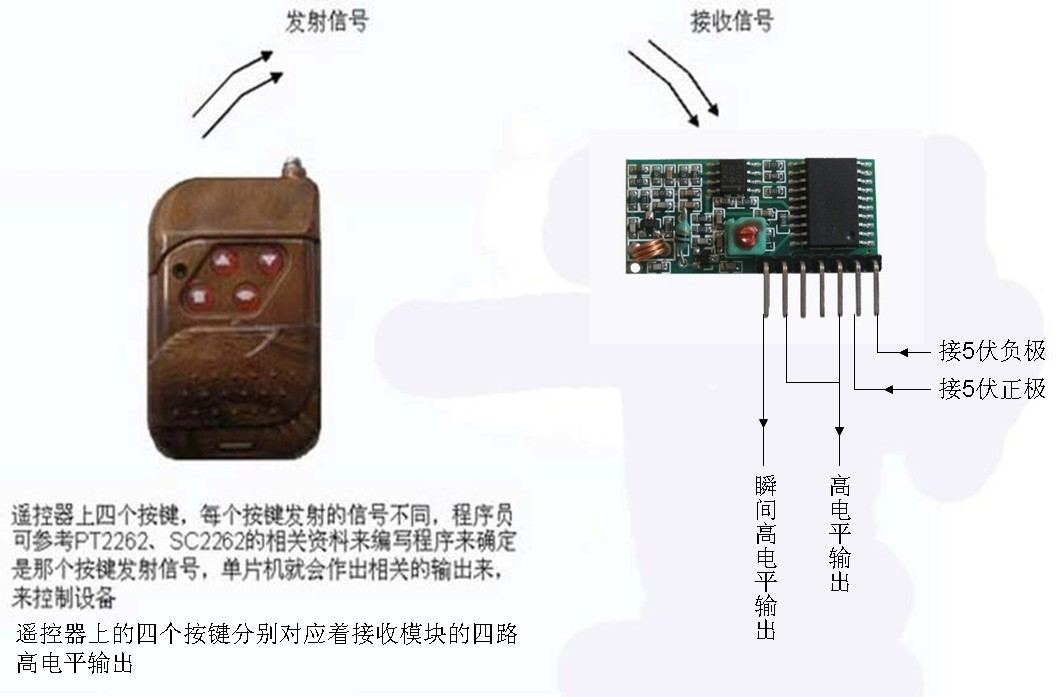 发射信号
接收信号
接5伏负极
接5伏正极
瞬间高电平输出
高电平输出
遥控器上四个按键，每个按键发射的信号不同，程序员
可参考PT2262、SC2262的相关资料来编写程序来确定
是那个按键发射信号，单片机就会作出相关的输出来，
来控制设备
遥控器上的四个按键分别对应着接收模块的四路
高电平输出